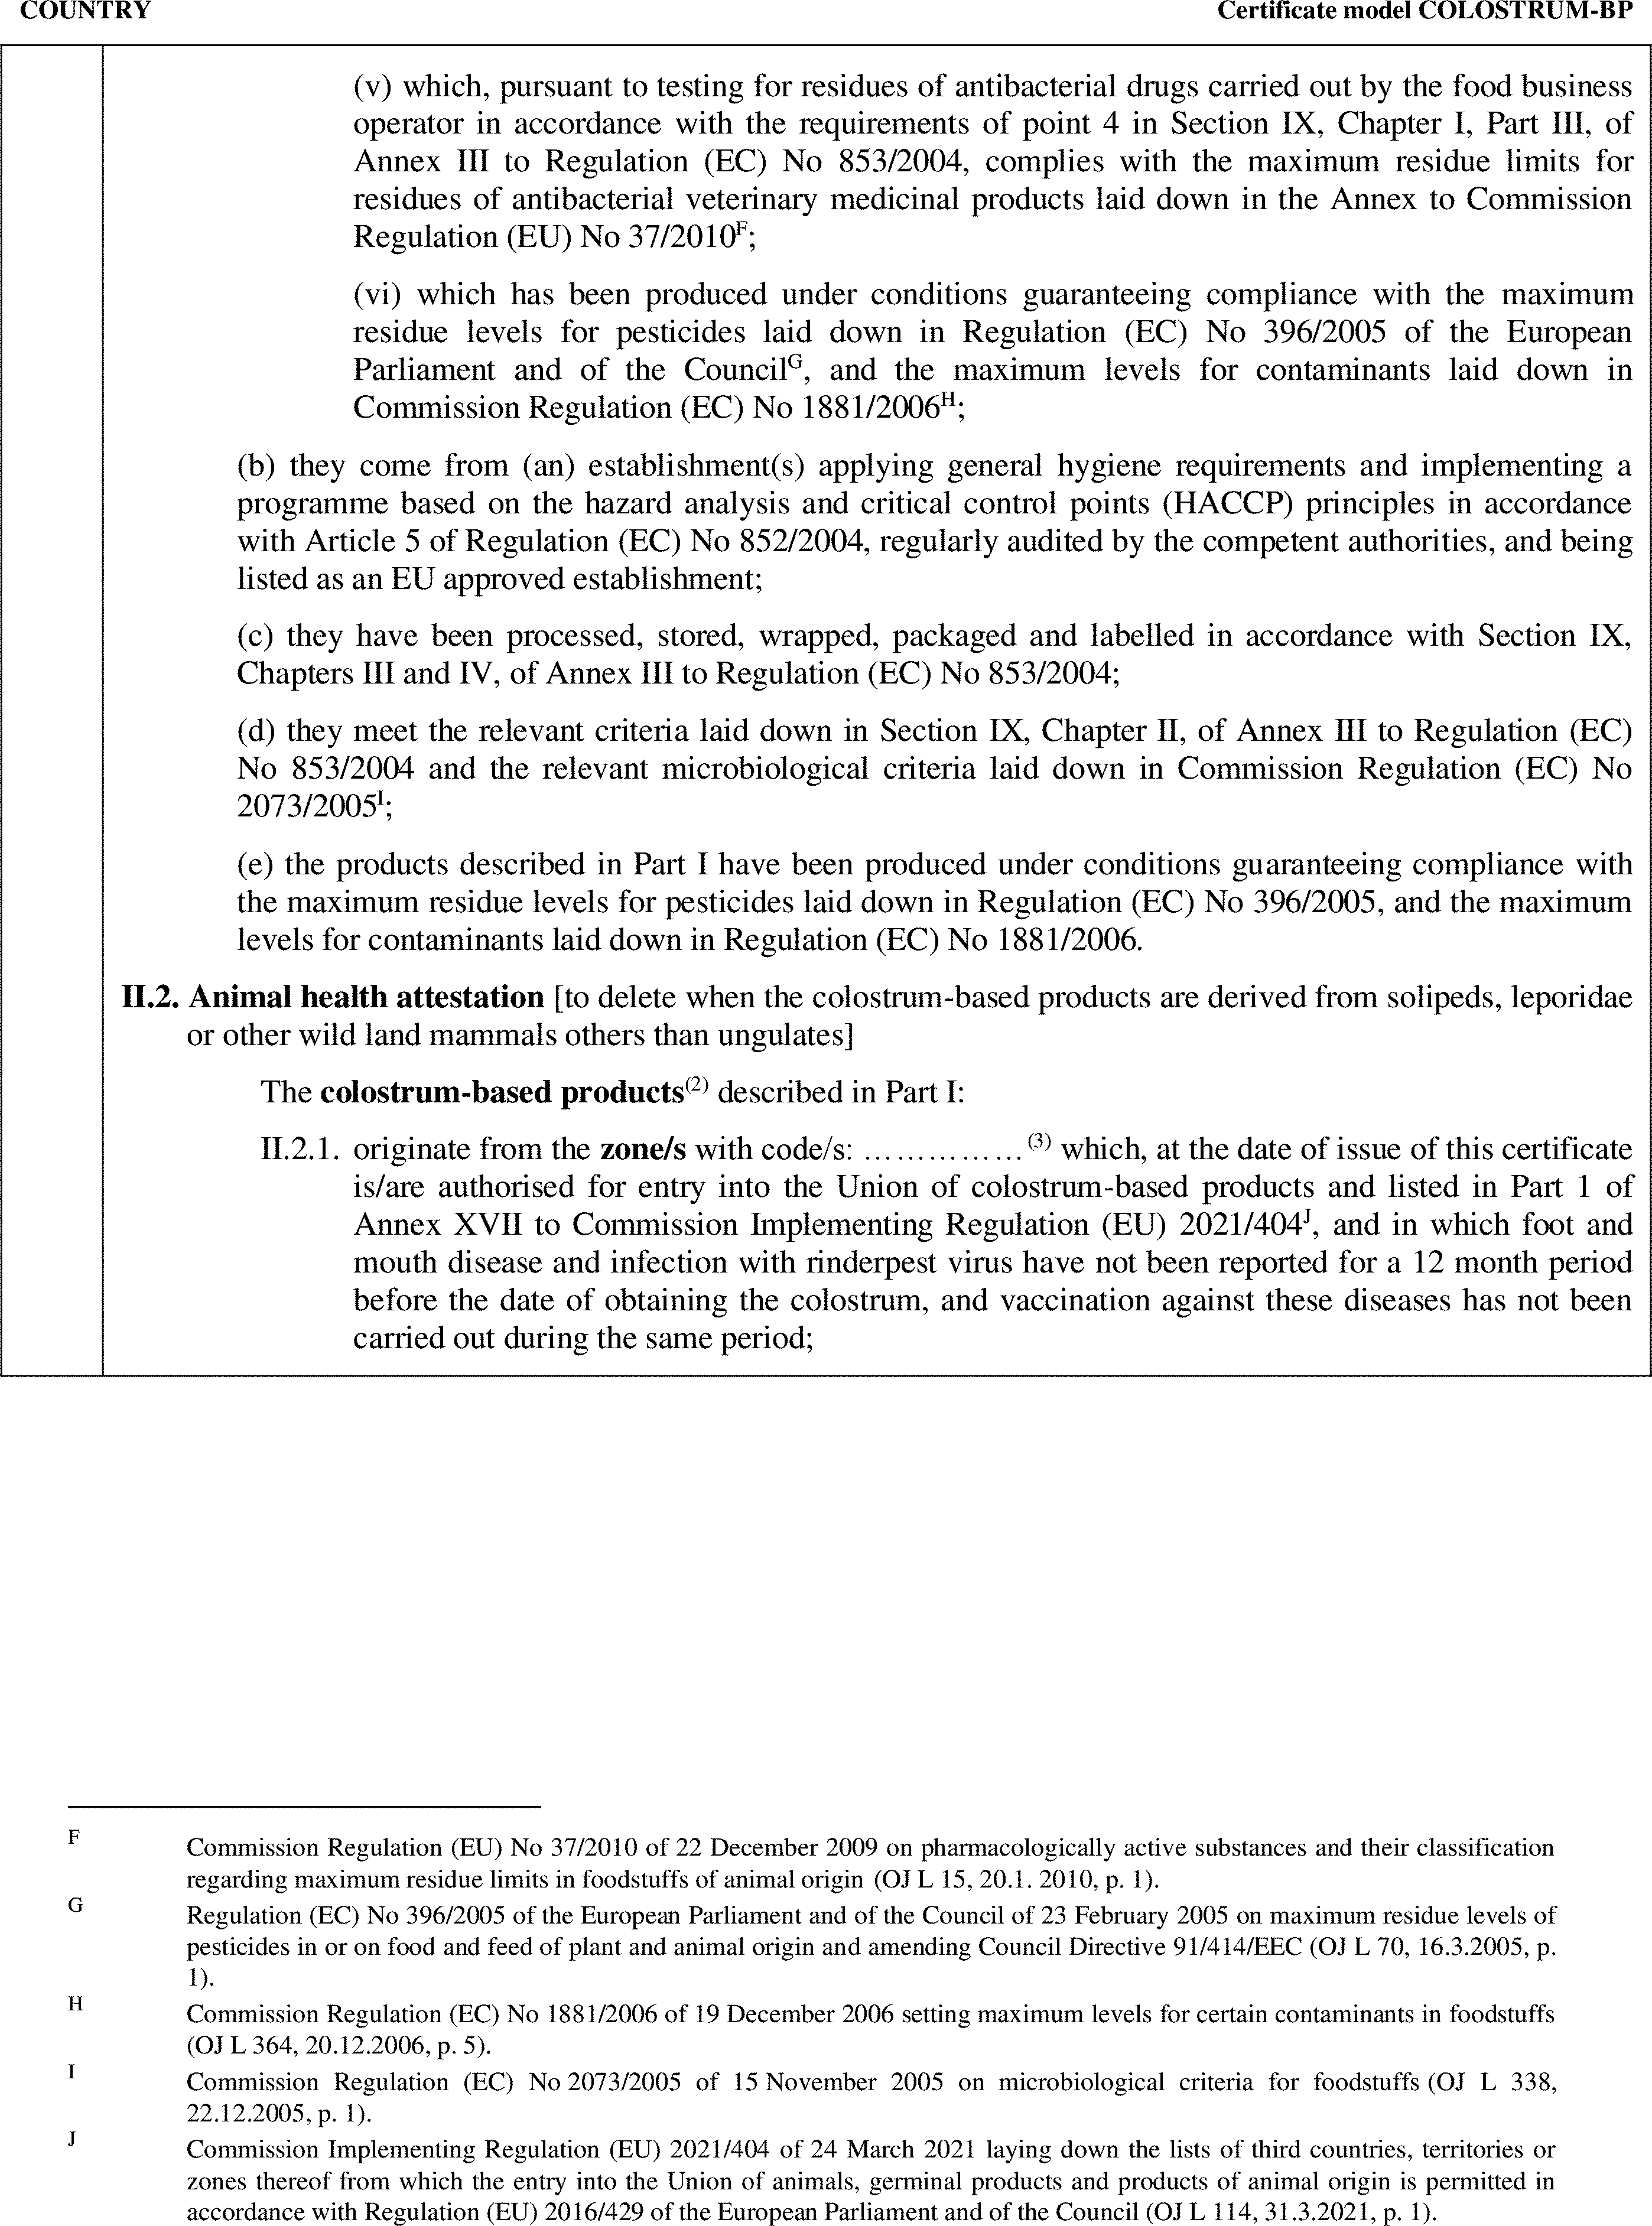 COUNTRY Certificate model COLOSTRUM-BP
(v) which, pursuant to testing for residues of antibacterial drugs carried out by the food business
operator in accordance with the requirements of point 4 in Section IX, Chapter I, Part III, of
Annex III to Regulation (EC) No 853/2004, complies with the maximum residue limits for
residues of antibacterial veterinary medicinal products laid down in the Annex to Commission
Regulation (EU) No 37/2010F;
(vi) which has been produced under conditions guaranteeing compliance with the maximum
residue levels for pesticides laid down in Regulation (EC) No 396/2005 of the European
Parliament and of the CouncilG, and the maximum levels for contaminants laid down in
Commission Regulation (EC) No 1881/2006H;
(b) they come from (an) establishment(s) applying general hygiene requirements and implementing a
programme based on the hazard analysis and critical control points (HACCP) principles in accordance
with Article 5 of Regulation (EC) No 852/2004, regularly audited by the competent authorities, and being
listed as an EU approved establishment;
(c) they have been processed, stored, wrapped, packaged and labelled in accordance with Section IX,
Chapters III and IV, of Annex III to Regulation (EC) No 853/2004;
(d) they meet the relevant criteria laid down in Section IX, Chapter II, of Annex III to Regulation (EC)
No 853/2004 and the relevant microbiological criteria laid down in Commission Regulation (EC) No
2073/2005I;
(e) the products described in Part I have been produced under conditions guaranteeing compliance with
the maximum residue levels for pesticides laid down in Regulation (EC) No 396/2005, and the maximum
levels for contaminants laid down in Regulation (EC) No 1881/2006.
II.2. Animal health attestation [to delete when the colostrum-based products are derived from solipeds, leporidae
or other wild land mammals others than ungulates]
The colostrum-based products(2) described in Part I:
II.2.1. originate from the zone/s with code/s: ……………(3) which, at the date of issue of this certificate
is/are authorised for entry into the Union of colostrum-based products and listed in Part 1 of
Annex XVII to Commission Implementing Regulation (EU) 2021/404J, and in which foot and
mouth disease and infection with rinderpest virus have not been reported for a 12 month period
before the date of obtaining the colostrum, and vaccination against these diseases has not been
carried out during the same period;
F Commission Regulation (EU) No 37/2010 of 22 December 2009 on pharmacologically active substances and their classification
regarding maximum residue limits in foodstuffs of animal origin (OJ L 15, 20.1. 2010, p. 1).
G Regulation (EC) No 396/2005 of the European Parliament and of the Council of 23 February 2005 on maximum residue levels of
pesticides in or on food and feed of plant and animal origin and amending Council Directive 91/414/EEC (OJ L 70, 16.3.2005, p.
1).
H Commission Regulation (EC) No 1881/2006 of 19 December 2006 setting maximum levels for certain contaminants in foodstuffs
(OJ L 364, 20.12.2006, p. 5).
I Commission Regulation (EC) No 2073/2005 of 15 November 2005 on microbiological criteria for foodstuffs (OJ L 338,
22.12.2005, p. 1).
J Commission Implementing Regulation (EU) 2021/404 of 24 March 2021 laying down the lists of third countries, territories or
zones thereof from which the entry into the Union of animals, germinal products and products of animal origin is permitted in
accordance with Regulation (EU) 2016/429 of the European Parliament and of the Council (OJ L 114, 31.3.2021, p. 1).